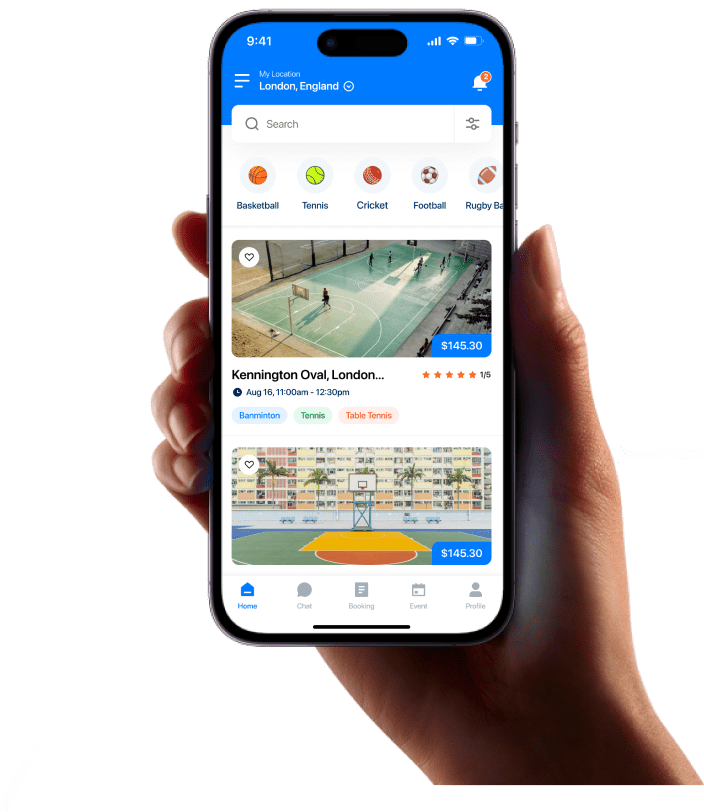 9:41
My Location
London, England
2
Search
Basketball
Tennis
Cricket
Football
Rugby Ba
$145.30
Kennington Oval, London...
1/5
Aug 16, 11:00am - 12:30pm
Banminton
Tennis
Table Tennis
$145.30
Home
Chat
Booking
Event
Profile